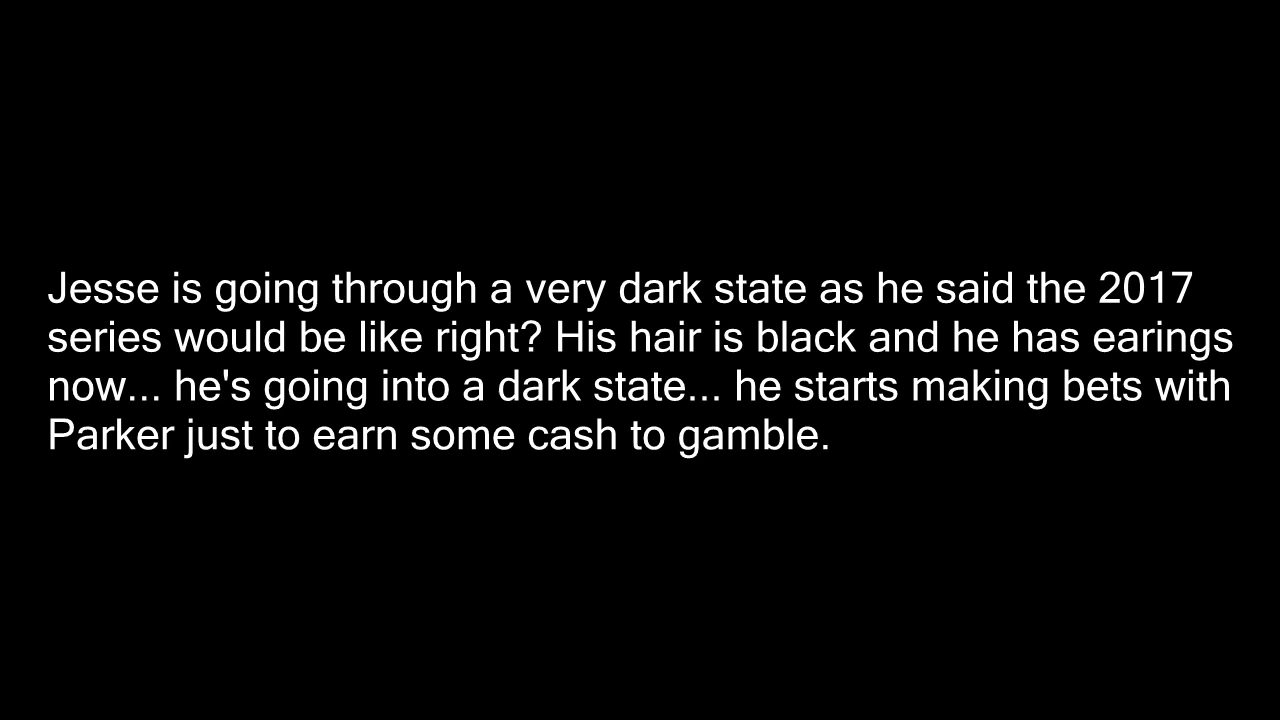 Jesse is going through a very dark state as he said the 2017
series would be like right? His hair is black and he has earings
now... he's going into a dark state... he starts making bets with
Parker just to earn some cash to gamble.